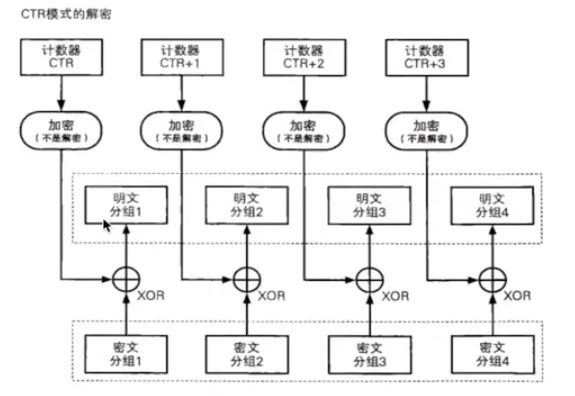 CTR模式的解密
计数器 计数器 计数器 计数器
CTR CTR+1 CTR+2 CTR+3
加密 加密 加密 加密
（不是解密） （不是解密） （不是解密） （不是解密）
明文 明文 明文 明文
分组1 分组2 分组3 分组4
XOR XOR XOR XOR
密文 密文 密文 密文
分组1 分组2 分组3 分组4